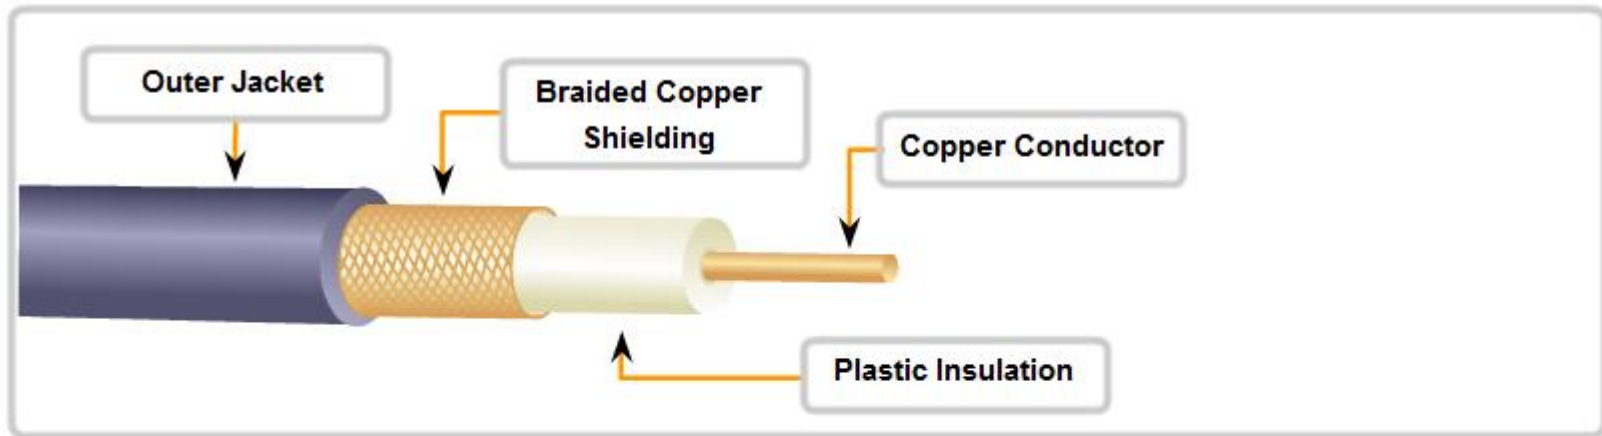 Outer Jacket
Braided Copper
Shielding
Copper Conductor
Plastic Insulation